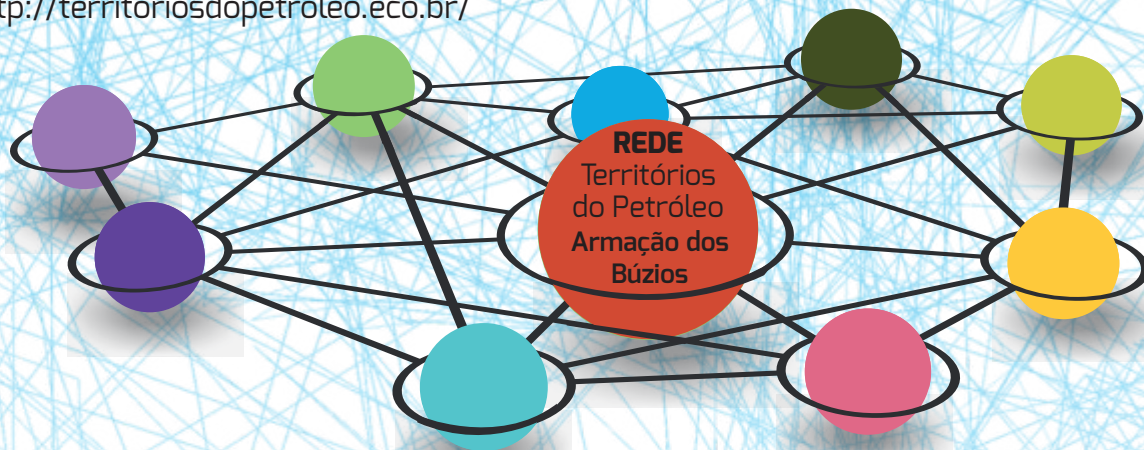 tp://territoriosdopetroleo.eco.br/
REDE
Territórios
do Petróleo
Armação dos
Búzios